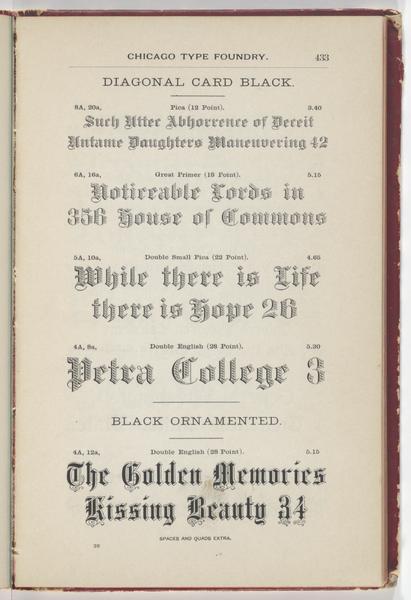 CHICAGO TYPE FOUNDRY. 433
DIAGONAL CARD BLACK.
8A, 20a, Pica (12 Point). 3.40
Such Utter Abhorrence of Deceit
Untame Daughters Maneuvering 42
6A, 16a, Great Primer (18 Point). 5.15
Noticeable Lords in
356 House of Commons
5A, 10a, Double Small Pica (22 Point). 4.65
While there is Life
there is Hope 26
4A, 8a, Double English (28 Point). 5.30
Petra College 3
BLACK ORNAMENTED.
4A, 12a, Double English (28 Point). 5.15
The Golden Memories
Kissing Beauty 34
SPACES AND QUADS EXTRA.